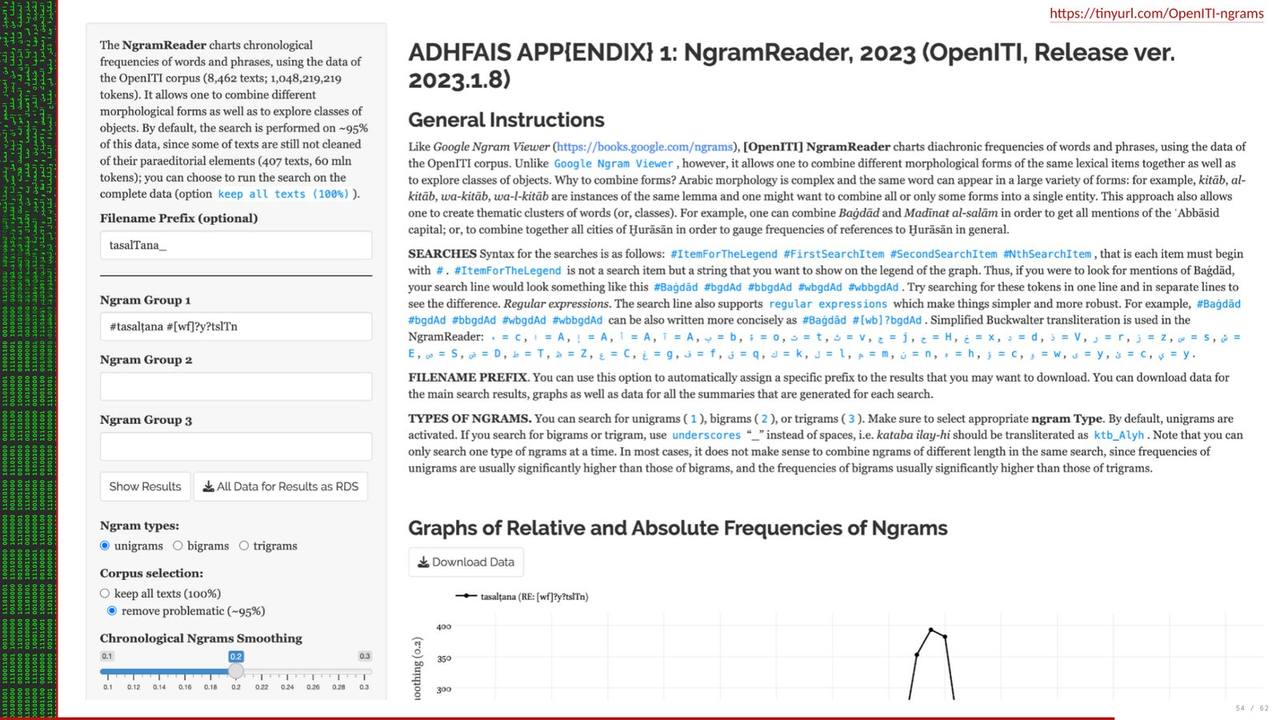 https://tinyurl.com/OpenITI-ngrams
The NgramReader charts chronological
frequencies of words and phrases, using the data of
the OpenITI corpus (8,462 texts; 1,048,219,219
tokens). It allows one to combine different
morphological forms as well as to explore classes of
objects. By default, the search is performed on ~95%
of this data, since some of texts are still not cleaned
of their paraeditorial elements (407 texts, 60 mln
tokens); you can choose to run the search on the
complete data (option keep all texts (100%) ).
Filename Prefix (optional)
tasalTana_
Ngram Group 1
#tasalṭana #[wf]?y?tslTn
Ngram Group 2
Ngram Group 3
Show Results
All Data for Results as RDS
Ngram types:
unigrams bigrams trigrams
Corpus selection:
keep all texts (100%)
remove problematic (~95%)
Chronological Ngrams Smoothing
0.1 0.2 0.3
0.1 0.12 0.14 0.16 0.18 0.2 0.22 0.24 0.26 0.28 0.3
ADHFAIS APP{ENDIX} 1: NgramReader, 2023 (OpenITI, Release ver.
2023.1.8)
General Instructions
Like Google Ngram Viewer (https://books.google.com/ngrams), [OpenITI] NgramReader charts diachronic frequencies of words and phrases, using the data of
the OpenITI corpus. Unlike Google Ngram Viewer , however, it allows one to combine different morphological forms of the same lexical items together as well as
to explore classes of objects. Why to combine forms? Arabic morphology is complex and the same word can appear in a large variety of forms: for example, kitāb, al-
kitāb, wa-kitāb, wa-l-kitāb are instances of the same lemma and one might want to combine all or only some forms into a single entity. This approach also allows
one to create thematic clusters of words (or, classes). For example, one can combine Baġdād and Madīnaŧ al-salām in order to get all mentions of the ʿAbbāsid
capital; or, to combine together all cities of Ḫurāsān in order to gauge frequencies of references to Ḫurāsān in general.
SEARCHES Syntax for the searches is as follows: #ItemForTheLegend #FirstSearchItem #SecondSearchItem #NthSearchItem , that is each item must begin
with # . #ItemForTheLegend is not a search item but a string that you want to show on the legend of the graph. Thus, if you were to look for mentions of Baġdād,
your search line would look something like this #Baġdād #bgdAd #bbgdAd #wbgdAd #wbbgdAd . Try searching for these tokens in one line and in separate lines to
see the difference. Regular expressions. The search line also supports regular expressions which make things simpler and more robust. For example, #Baġdād
#bgdAd #bbgdAd #wbgdAd #wbbgdAd can be also written more concisely as #Baġdād #[wb]?bgdAd . Simplified Buckwalter transliteration is used in the
NgramReader: ء = c, ا = A, إ = A, أ = A, آ = A, ب = b, ة = o, ت = t, ث = v, ج = j, ح = H, خ = x, د = d, ذ = V, ر = r, ز = z, س = s, ش =
E, ص = S, ض = D, ط = T, ظ = Z, ع = C, غ = g, ف = f, ق = q, ك = k, ل = l, م = m, ن = n, ه = h, ؤ = c, و = w, ى = y, ئ = c, ي = y.
FILENAME PREFIX. You can use this option to automatically assign a specific prefix to the results that you may want to download. You can download data for
the main search results, graphs as well as data for all the summaries that are generated for each search.
TYPES OF NGRAMS. You can search for unigrams ( 1 ), bigrams ( 2 ), or trigrams ( 3 ). Make sure to select appropriate ngram Type. By default, unigrams are
activated. If you search for bigrams or trigram, use underscores “_” instead of spaces, i.e. kataba ilay-hi should be transliterated as ktb_Alyh . Note that you can
only search one type of ngrams at a time. In most cases, it does not make sense to combine ngrams of different length in the same search, since frequencies of
unigrams are usually significantly higher than those of bigrams, and the frequencies of bigrams usually significantly higher than those of trigrams.
Graphs of Relative and Absolute Frequencies of Ngrams
Download Data
tasalṭana (RE: [wf]?y?tslTn)
400
350
300
oothing (0.2)
54 / 62